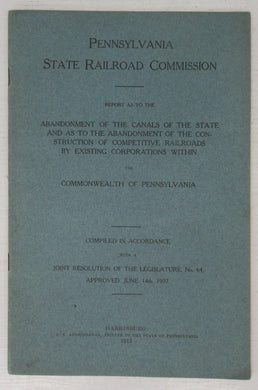 PENNSYLVANIA
STATE RAILROAD COMMISSION
REPORT AS TO THE
ABANDONMENT OF THE CANALS OF THE STATE
AND AS TO THE ABANDONMENT OF THE CON-
STRUCTION OF COMPETITIVE RAILROADS
BY EXISTING CORPORATIONS WITHIN
THE
COMMONWEALTH OF PENNSYLVANIA
COMPILED IN ACCORDANCE
WITH A
JOINT RESOLUTION OF THE LEGISLATURE, No. 64,
APPROVED JUNE 14th, 1907
HARRISBURG:
PRINTER TO THE STATE OF PENNSYLVANIA